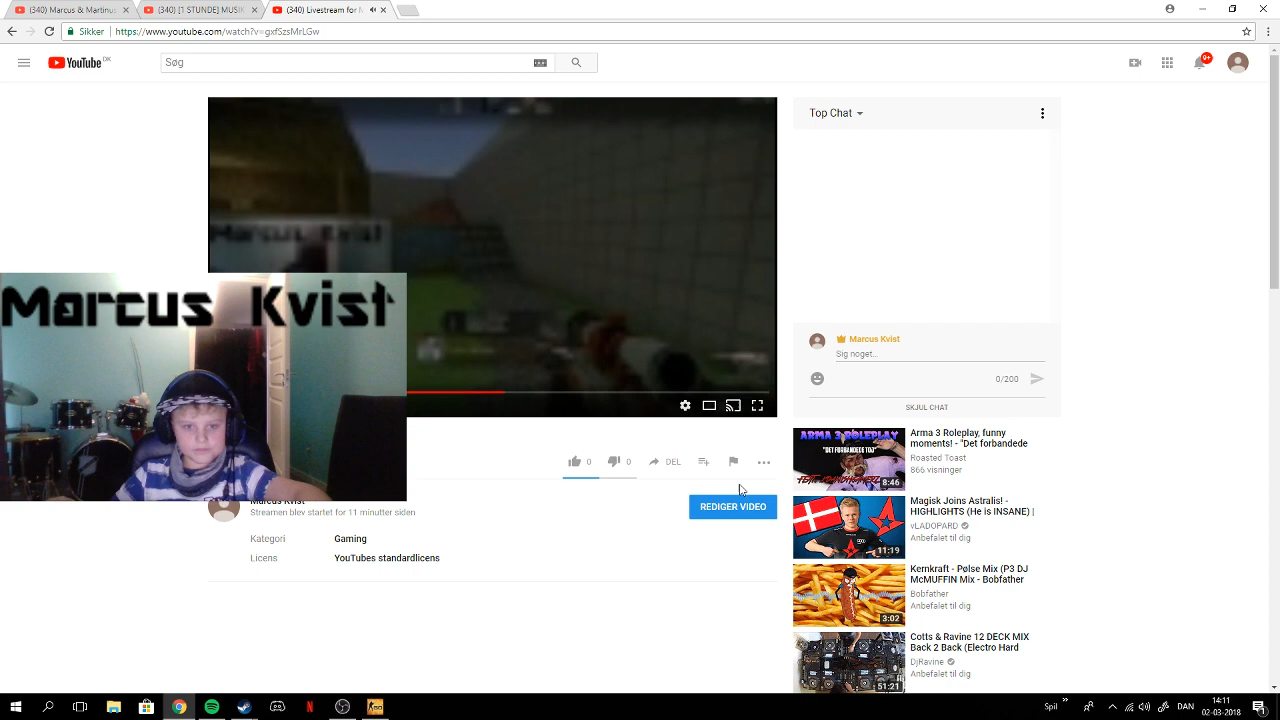 (340) Marcus & Martinus
(340) [1 STUNDE] MUSIK
(340) Livestream for M
Sikker
https://www.youtube.com/watch?v=gxfSzsMrLGw
YouTube DK
Søg
9+
Marcus Kvist
Marcus Kvist
Top Chat
Marcus Kvist
Sig noget...
0/200
SKJUL CHAT
0
0
DEL
REDIGER VIDEO
Marcus Kvist
Streamen blev startet for 11 minutter siden
Kategori
Gaming
Licens
YouTubes standardlicens
ARMA 3 ROLEPLAY
"DET FORBANDEDE TOJ"
8:46
Arma 3 Roleplay, funny
moments! - "Det forbandede
Roasted Toast
866 visninger
11:19
Magisk Joins Astralis! -
HIGHLIGHTS (He is INSANE) |
vLADOPARD
Anbefalet til dig
3:02
Kernkraft - Pølse Mix (P3 DJ
McMUFFIN Mix - Bobfather
Bobfather
Anbefalet til dig
51:21
Cotts & Ravine 12 DECK MIX
Back 2 Back (Electro Hard
DjRavine
Anbefalet til dig
Spil
DAN
14:11
02-03-2018